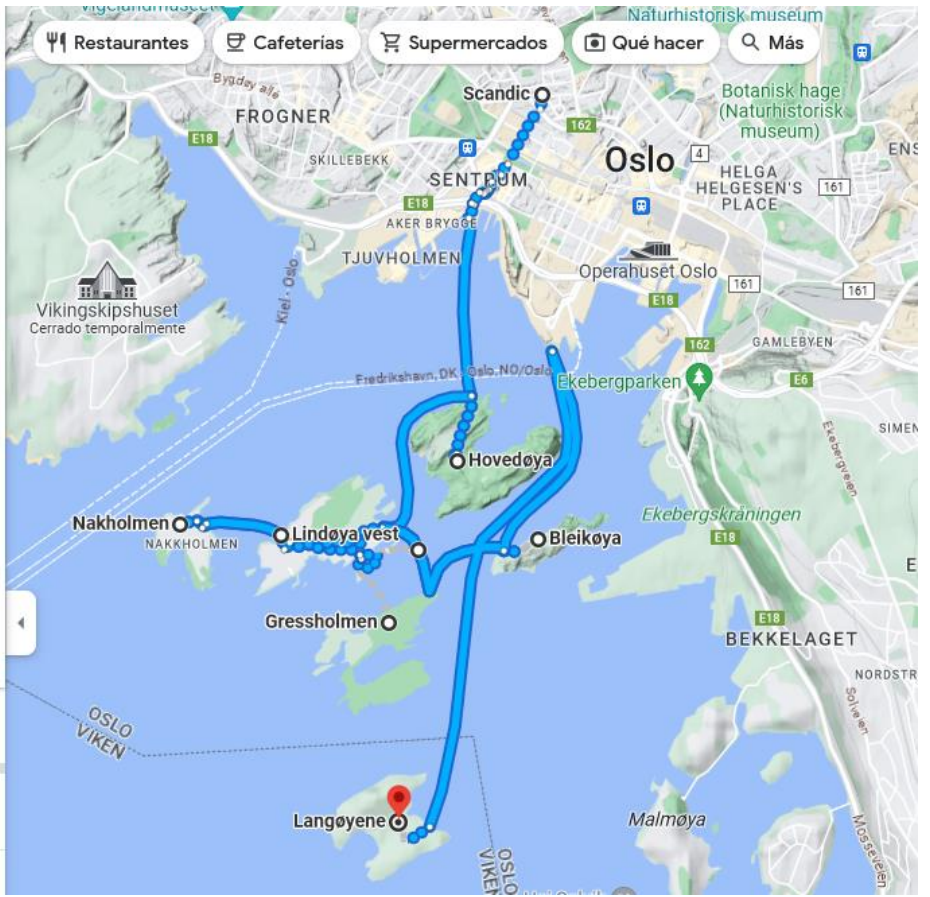 Vigelandmuseet
Naturhistorisk museum
Restaurantes
Cafeterías
Supermercados
Qué hacer
Más
Bygdøy allé
Scandic
Botanisk hage
(Naturhistorisk
museum)
FROGNER
162
E18
SKILLEBEKK
Oslo
4
SENTRUM
HELGA
HELGESEN'S
PLACE
161
E18
AKER BRYGGE
TJUVHOLMEN
Kiel - Oslo
Operahuset Oslo
161
161
Vikingskipshuset
Cerrado temporalmente
E18
162
GAMLEBYEN
Fredrikshavn, DK - Oslo, NO/Oslo
Ekebergparken
E6
Ekebergveien
Hovedøya
Ekebergskråningen
Nakholmen
NAKKHOLMEN
Lindøya vest
Bleikøya
E18
Gressholmen
E18
BEKKELAGET
Solveien
OSLO
VIKEN
Langøyene
Malmøya
Mosseveien
OSLO
VIKEN